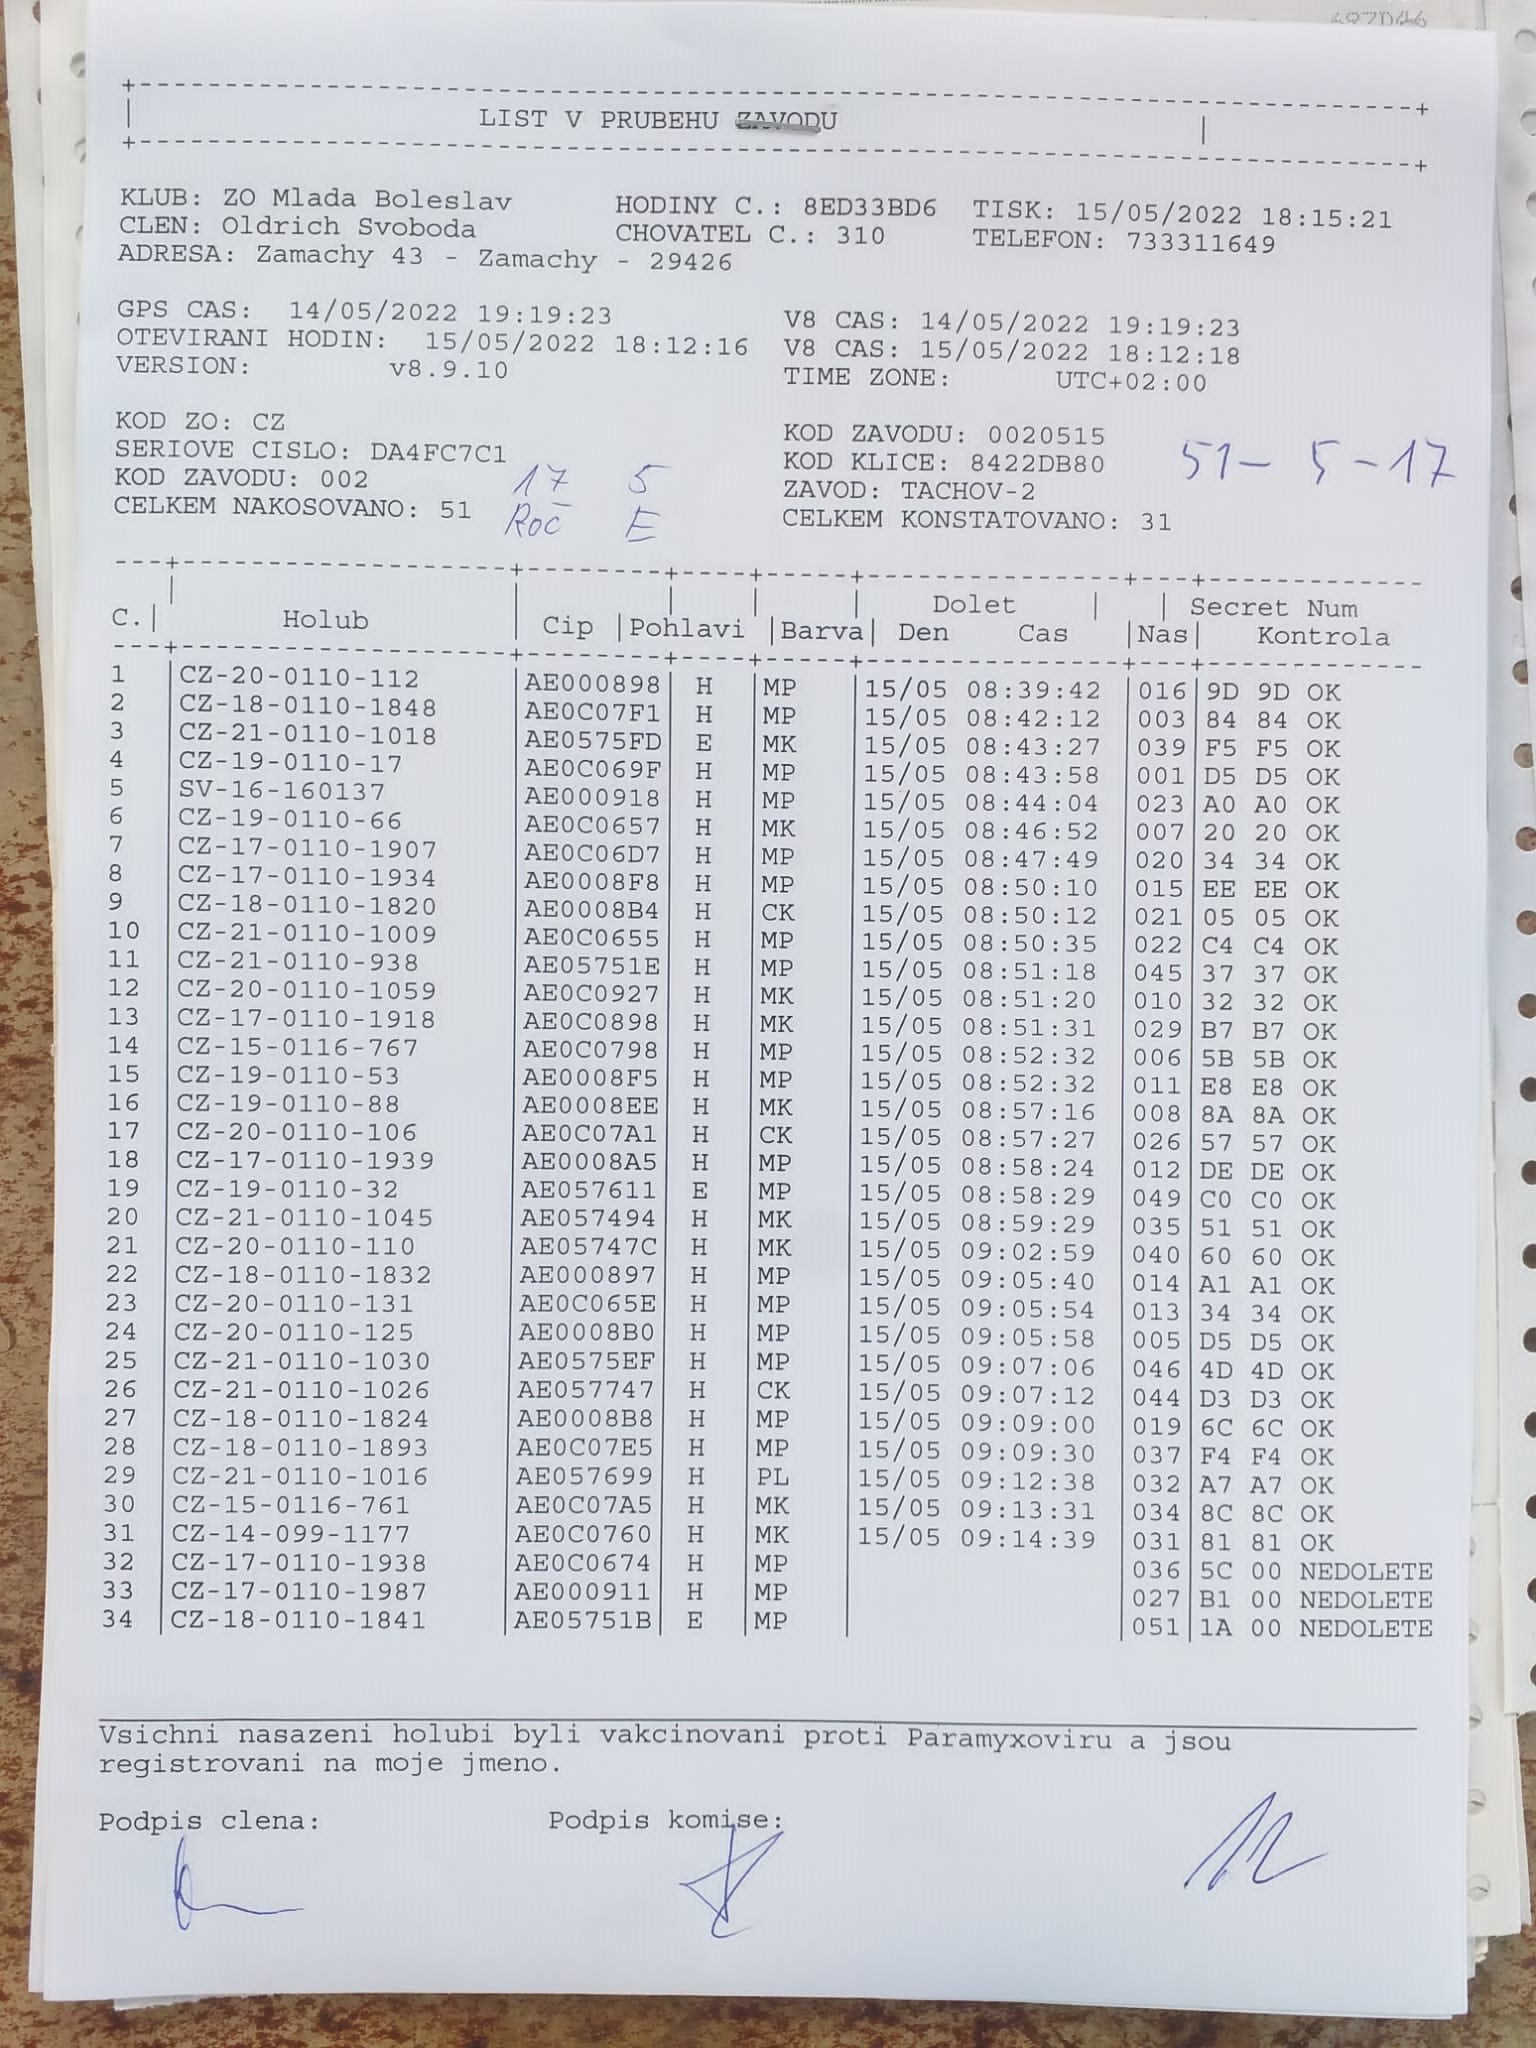 LIST V PRUBEHU ZAVODU
KLUB: ZO Mlada Boleslav HODINY C.: 8ED33BD6 TISK: 15/05/2022 18:15:21
CLEN: Oldrich Svoboda CHOVATEL C.: 310 TELEFON: 733311649
ADRESA: Zamachy 43 - Zamachy - 29426
GPS CAS: 14/05/2022 19:19:23 V8 CAS: 14/05/2022 19:19:23
OTEVIRANI HODIN: 15/05/2022 18:12:16 V8 CAS: 15/05/2022 18:12:18
VERSION: v8.9.10 TIME ZONE: UTC+02:00
KOD ZO: CZ KOD ZAVODU: 0020515
SERIOVE CISLO: DA4FC7C1 KOD KLICE: 8422DB80 51- 5-17
KOD ZAVODU: 002 17 5 ZAVOD: TACHOV-2
CELKEM NAKOSOVANO: 51 Roč E CELKEM KONSTATOVANO: 31
Dolet Secret Num
C. Holub Cip Pohlavi Barva Den Cas Nas Kontrola
1 CZ-20-0110-112 AE000898 H MP 15/05 08:39:42 016 9D 9D OK
2 CZ-18-0110-1848 AE0C07F1 H MP 15/05 08:42:12 003 84 84 OK
3 CZ-21-0110-1018 AE0575FD E MK 15/05 08:43:27 039 F5 F5 OK
4 CZ-19-0110-17 AE0C069F H MP 15/05 08:43:58 001 D5 D5 OK
5 SV-16-160137 AE000918 H MP 15/05 08:44:04 023 A0 A0 OK
6 CZ-19-0110-66 AE0C0657 H MK 15/05 08:46:52 007 20 20 OK
7 CZ-17-0110-1907 AE0C06D7 H MP 15/05 08:47:49 020 34 34 OK
8 CZ-17-0110-1934 AE0008F8 H MP 15/05 08:50:10 015 EE EE OK
9 CZ-18-0110-1820 AE0008B4 H CK 15/05 08:50:12 021 05 05 OK
10 CZ-21-0110-1009 AE0C0655 H MP 15/05 08:50:35 022 C4 C4 OK
11 CZ-21-0110-938 AE05751E H MP 15/05 08:51:18 045 37 37 OK
12 CZ-20-0110-1059 AE0C0927 H MK 15/05 08:51:20 010 32 32 OK
13 CZ-17-0110-1918 AE0C0898 H MK 15/05 08:51:31 029 B7 B7 OK
14 CZ-15-0116-767 AE0C0798 H MP 15/05 08:52:32 006 5B 5B OK
15 CZ-19-0110-53 AE0008F5 H MP 15/05 08:52:32 011 E8 E8 OK
16 CZ-19-0110-88 AE0008EE H MK 15/05 08:57:16 008 8A 8A OK
17 CZ-20-0110-106 AE0C07A1 H CK 15/05 08:57:27 026 57 57 OK
18 CZ-17-0110-1939 AE0008A5 H MP 15/05 08:58:24 012 DE DE OK
19 CZ-19-0110-32 AE057611 E MP 15/05 08:58:29 049 C0 C0 OK
20 CZ-21-0110-1045 AE057494 H MK 15/05 08:59:29 035 51 51 OK
21 CZ-20-0110-110 AE05747C H MK 15/05 09:02:59 040 60 60 OK
22 CZ-18-0110-1832 AE000897 H MP 15/05 09:05:40 014 A1 A1 OK
23 CZ-20-0110-131 AE0C065E H MP 15/05 09:05:54 013 34 34 OK
24 CZ-20-0110-125 AE0008B0 H MP 15/05 09:05:58 005 D5 D5 OK
25 CZ-21-0110-1030 AE0575EF H MP 15/05 09:07:06 046 4D 4D OK
26 CZ-21-0110-1026 AE057747 H CK 15/05 09:07:12 044 D3 D3 OK
27 CZ-18-0110-1824 AE0008B8 H MP 15/05 09:09:00 019 6C 6C OK
28 CZ-18-0110-1893 AE0C07E5 H MP 15/05 09:09:30 037 F4 F4 OK
29 CZ-21-0110-1016 AE057699 H PL 15/05 09:12:38 032 A7 A7 OK
30 CZ-15-0116-761 AE0C07A5 H MK 15/05 09:13:31 034 8C 8C OK
31 CZ-14-099-1177 AE0C0760 H MK 15/05 09:14:39 031 81 81 OK
32 CZ-17-0110-1938 AE0C0674 H MP 036 5C 00 NEDOLETE
33 CZ-17-0110-1987 AE000911 H MP 027 B1 00 NEDOLETE
34 CZ-18-0110-1841 AE05751B E MP 051 1A 00 NEDOLETE
Vsichni nasazeni holubi byli vakcinovani proti Paramyxoviru a jsou
registrovani na moje jmeno.
Podpis clena: Podpis komise: